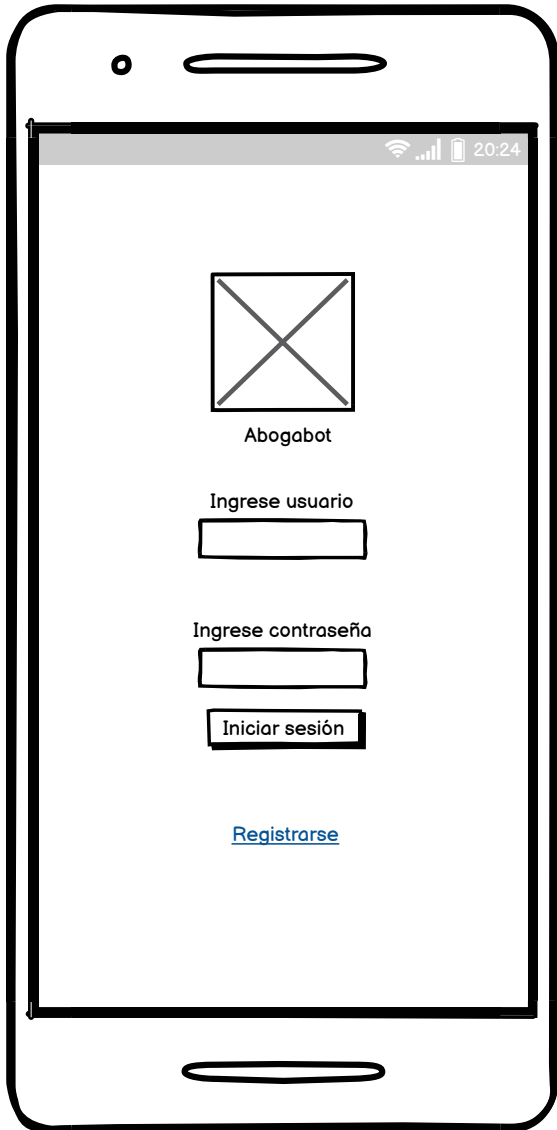 20:24
Abogabot
Ingrese usuario
Ingrese contraseña
Iniciar sesión
Registrarse